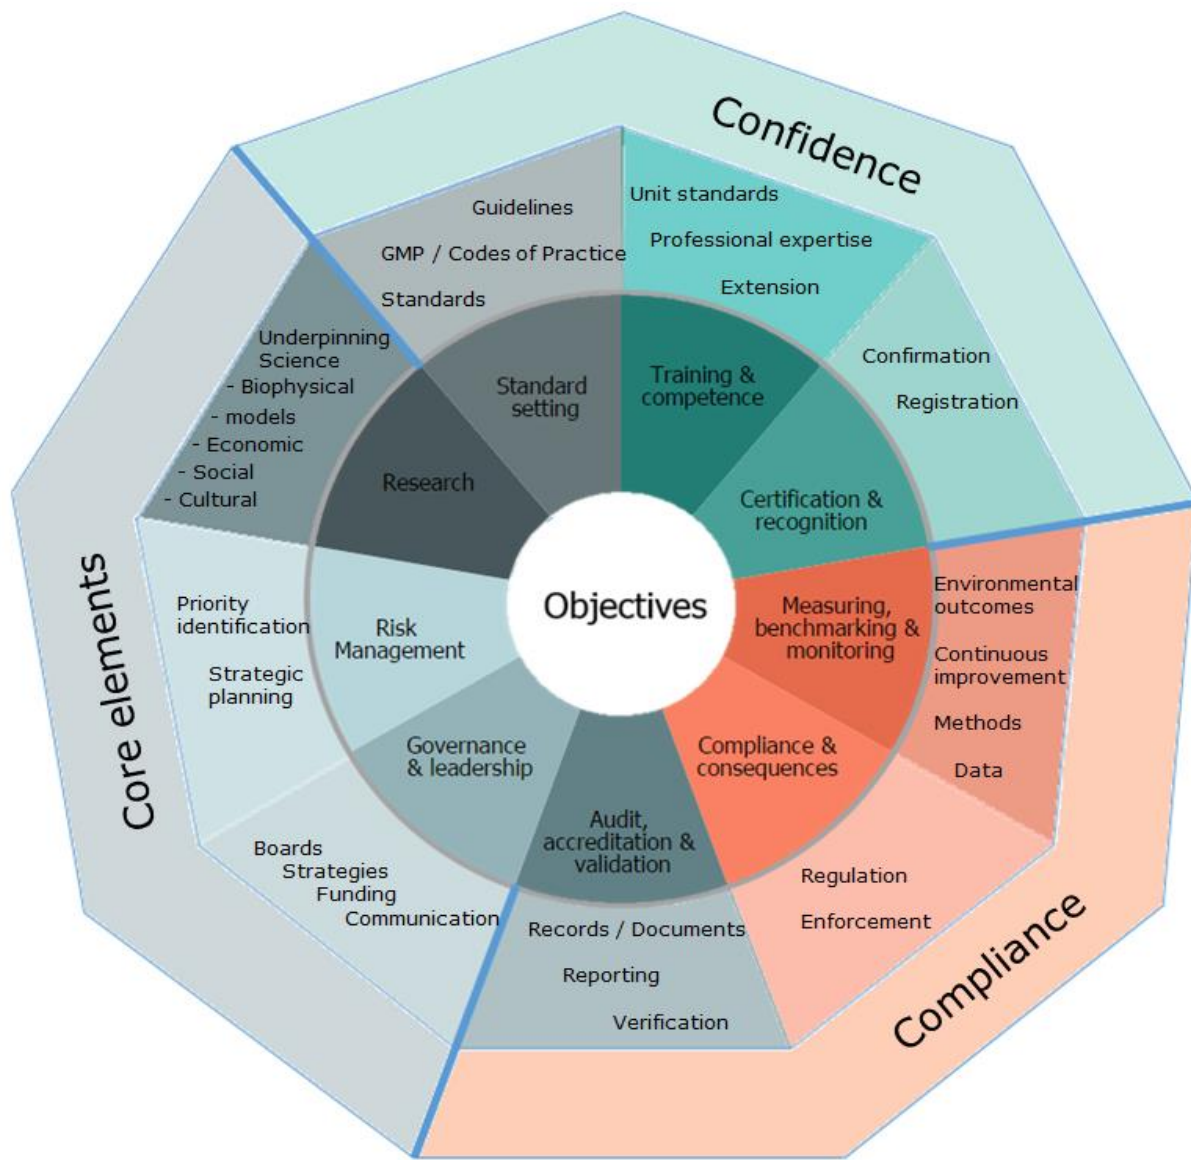 Confidence
Guidelines
GMP / Codes of Practice
Standards
Unit standards
Professional expertise
Extension
Confirmation
Registration
Underpinning
Science
- Biophysical
- models
- Economic
- Social
- Cultural
Standard
setting
Training &
competence
Research
Certification &
recognition
Objectives
Core elements
Priority
identification
Strategic
planning
Risk
Management
Measuring,
benchmarking &
monitoring
Environmental
outcomes
Continuous
improvement
Methods
Data
Governance
& leadership
Compliance &
consequences
Audit,
accreditation &
validation
Boards
Strategies
Funding
Communication
Records / Documents
Reporting
Verification
Regulation
Enforcement
Compliance